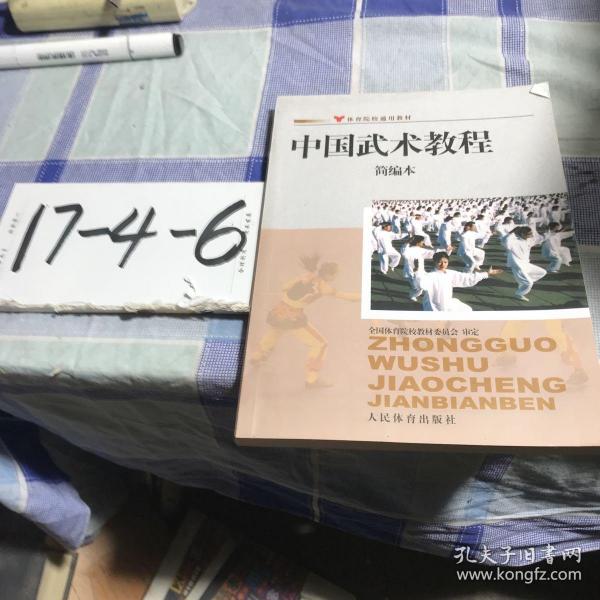 体育院校通用教材
中国武术教程
简编本
17-4-6
全国体育院校教材委员会 审定
ZHONGGUO
WUSHU
JIAOCHENG
JIANBIANBEN
人民体育出版社
孔夫子旧书网
www.kongfz.com